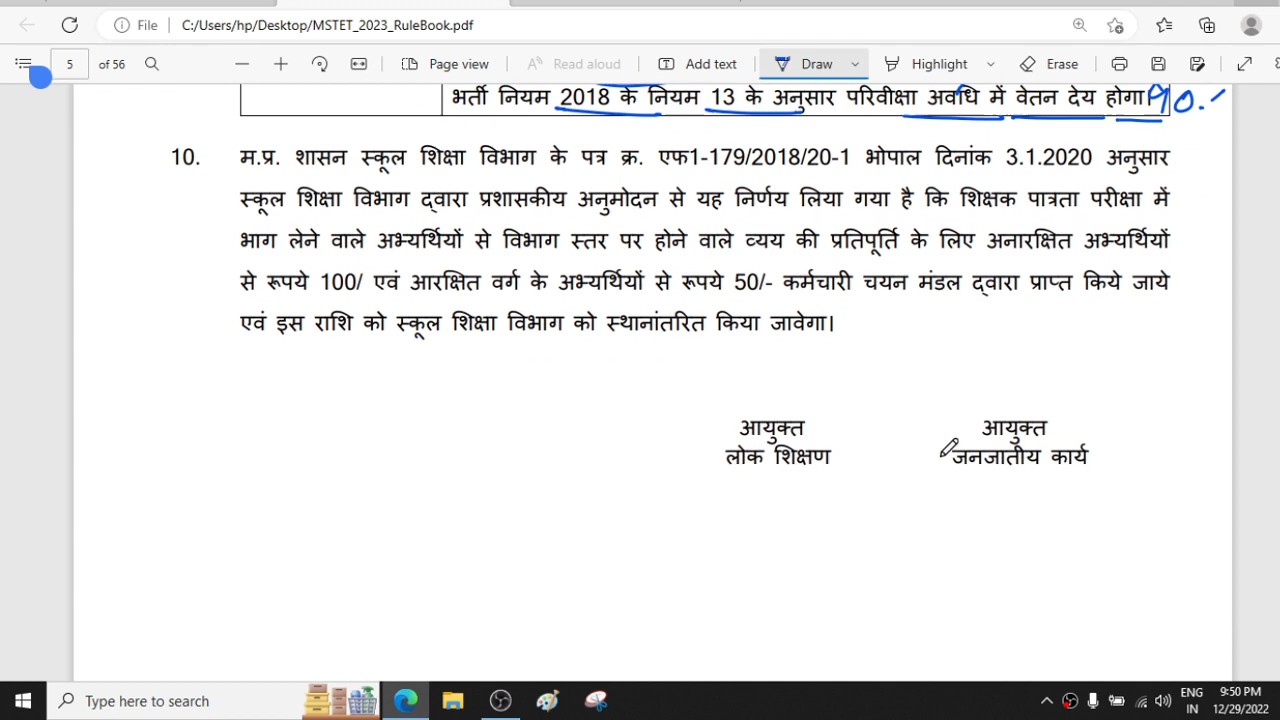 File
C:/Users/hp/Desktop/MSTET_2023_RuleBook.pdf
5 of 56
Page view
Read aloud
Add text
Draw
Highlight
Erase
भर्ती नियम 2018 के नियम 13 के अनुसार परिवीक्षा अवधि में वेतन देय होगा।
10. म.प्र. शासन स्कूल शिक्षा विभाग के पत्र क्र. एफ1-179/2018/20-1 भोपाल दिनांक 3.1.2020 अनुसार
स्कूल शिक्षा विभाग द्वारा प्रशासकीय अनुमोदन से यह निर्णय लिया गया है कि शिक्षक पात्रता परीक्षा में
भाग लेने वाले अभ्यर्थियों से विभाग स्तर पर होने वाले व्यय की प्रतिपूर्ति के लिए अनारक्षित अभ्यर्थियों
से रूपये 100/ एवं आरक्षित वर्ग के अभ्यर्थियों से रूपये 50/- कर्मचारी चयन मंडल द्वारा प्राप्त किये जाये
एवं इस राशि को स्कूल शिक्षा विभाग को स्थानांतरित किया जावेगा।
आयुक्त
लोक शिक्षण
आयुक्त
जनजातीय कार्य
Type here to search
ENG
IN
9:50 PM
12/29/2022